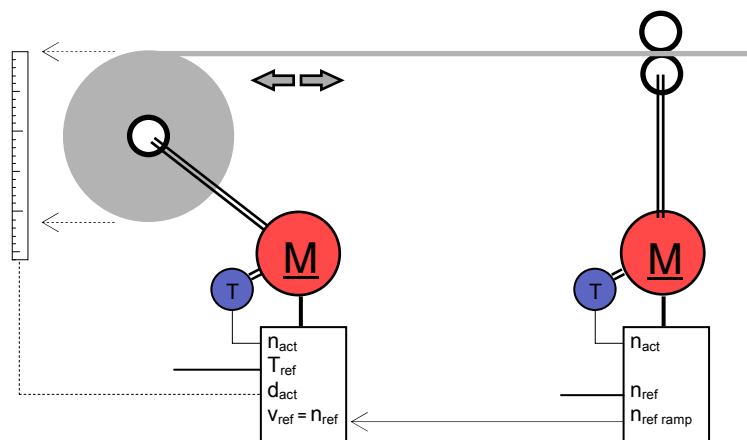 M
M
T
T
n_act
T_ref
d_act
v_ref = n_ref
n_act
n_ref
n_ref ramp